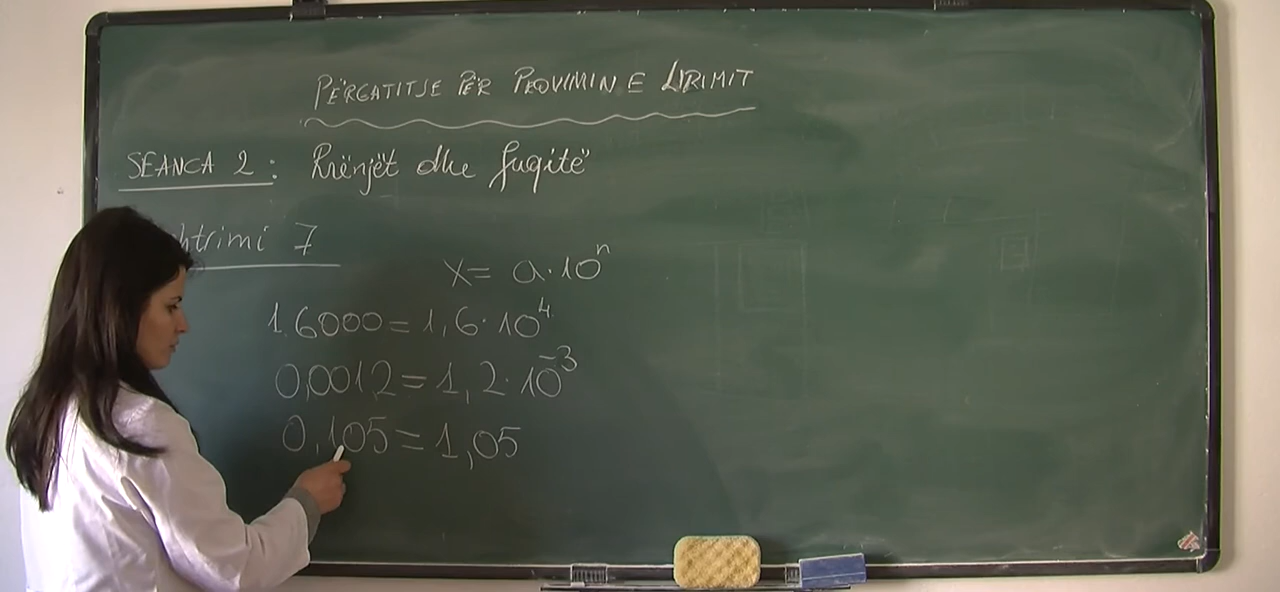 PËRGATITJE PËR PROVIMIN E LIRIMIT
SEANCA 2: Rrënjët dhe fuqitë
htrimi 7
x = a·10ⁿ
1,6000 = 1,6·10⁴
0,0012 = 1,2·10⁻³
0,105 = 1,05